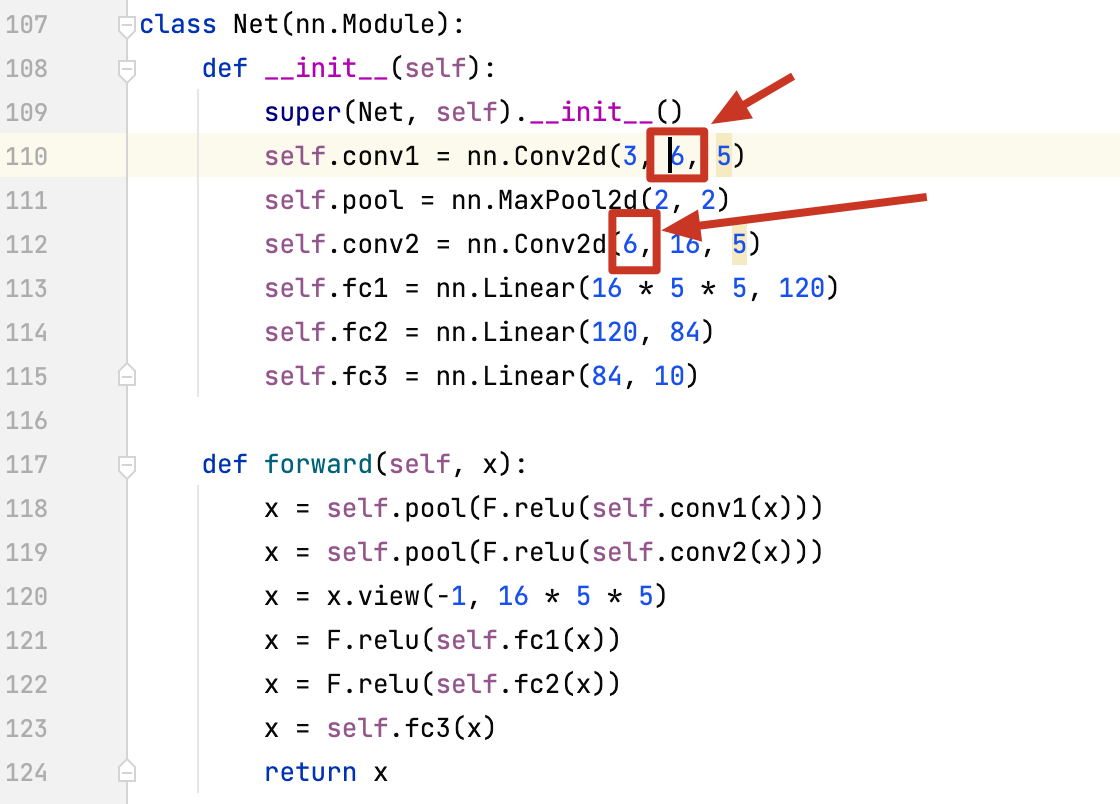 107 class Net(nn.Module):
108 def __init__(self):
109 super(Net, self).__init__()
110 self.conv1 = nn.Conv2d(3, 6, 5)
111 self.pool = nn.MaxPool2d(2, 2)
112 self.conv2 = nn.Conv2d(6, 16, 5)
113 self.fc1 = nn.Linear(16 * 5 * 5, 120)
114 self.fc2 = nn.Linear(120, 84)
115 self.fc3 = nn.Linear(84, 10)
116
117 def forward(self, x):
118 x = self.pool(F.relu(self.conv1(x)))
119 x = self.pool(F.relu(self.conv2(x)))
120 x = x.view(-1, 16 * 5 * 5)
121 x = F.relu(self.fc1(x))
122 x = F.relu(self.fc2(x))
123 x = self.fc3(x)
124 return x